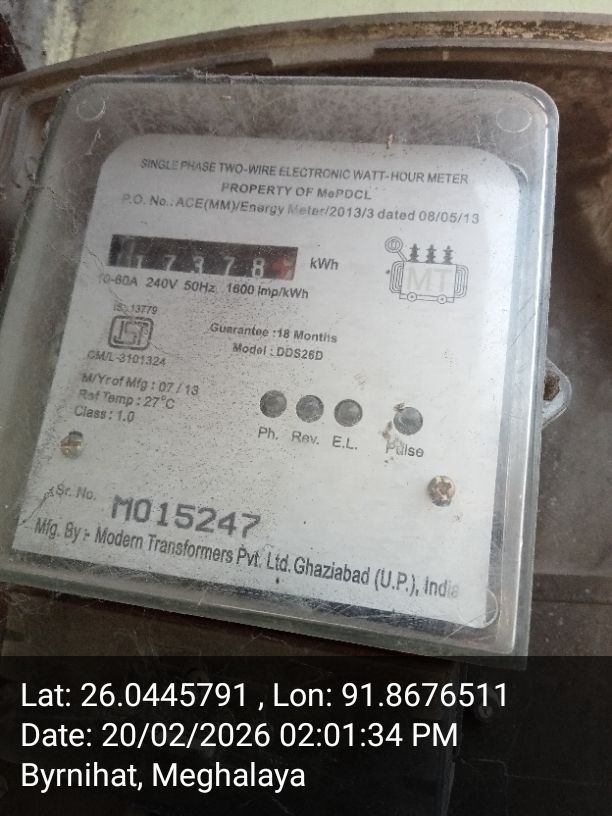 SINGLE PHASE TWO-WIRE ELECTRONIC WATT-HOUR METER
PROPERTY OF MePDCL
P.O. No.: ACE(MM)/Energy Meter/2013/3 dated 08/05/13
17378 kWh
MT
10-60A 240V 50Hz 1600 Imp/kWh
IS: 13779
ISI
CM/L-3101324
Guarantee : 18 Months
Model : DDS26D
M/Yr of Mfg : 07 / 13
Ref Temp : 27°C
Class : 1.0
Ph. Rev. E.L. Pulse
Sr. No. M015247
Mfg. By :- Modern Transformers Pvt. Ltd. Ghaziabad (U.P.), India
Lat: 26.0445791 , Lon: 91.8676511
Date: 20/02/2026 02:01:34 PM
Byrnihat, Meghalaya